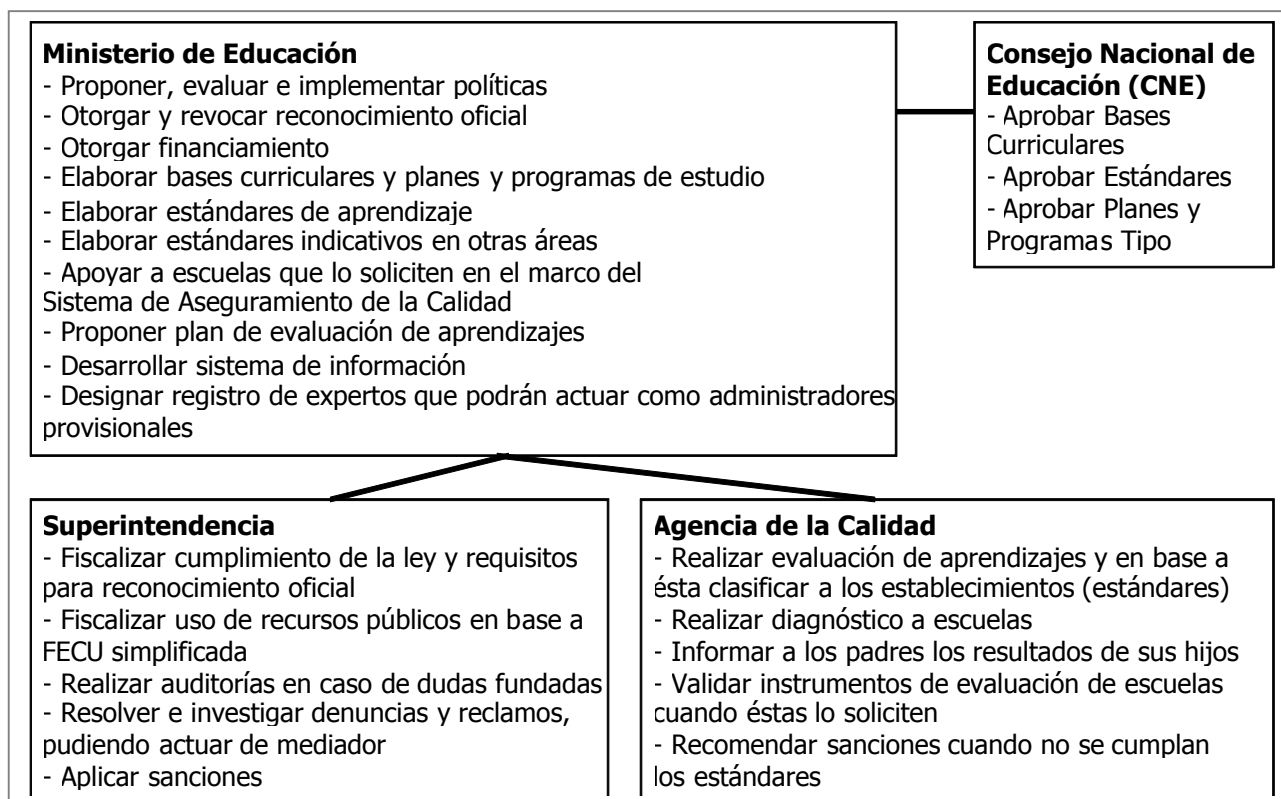 Ministerio de Educación
- Proponer, evaluar e implementar políticas
- Otorgar y revocar reconocimiento oficial
- Otorgar financiamiento
- Elaborar bases curriculares y planes y programas de estudio
- Elaborar estándares de aprendizaje
- Elaborar estándares indicativos en otras áreas
- Apoyar a escuelas que lo soliciten en el marco del
Sistema de Aseguramiento de la Calidad
- Proponer plan de evaluación de aprendizajes
- Desarrollar sistema de información
- Designar registro de expertos que podrán actuar como administradores
provisionales
Consejo Nacional de
Educación (CNE)
- Aprobar Bases
Curriculares
- Aprobar Estándares
- Aprobar Planes y
Programas Tipo
Superintendencia
- Fiscalizar cumplimiento de la ley y requisitos
para reconocimiento oficial
- Fiscalizar uso de recursos públicos en base a
FECU simplificada
- Realizar auditorías en caso de dudas fundadas
- Resolver e investigar denuncias y reclamos,
pudiendo actuar de mediador
- Aplicar sanciones
Agencia de la Calidad
- Realizar evaluación de aprendizajes y en base a
ésta clasificar a los establecimientos (estándares)
- Realizar diagnóstico a escuelas
- Informar a los padres los resultados de sus hijos
- Validar instrumentos de evaluación de escuelas
cuando éstas lo soliciten
- Recomendar sanciones cuando no se cumplan
los estándares